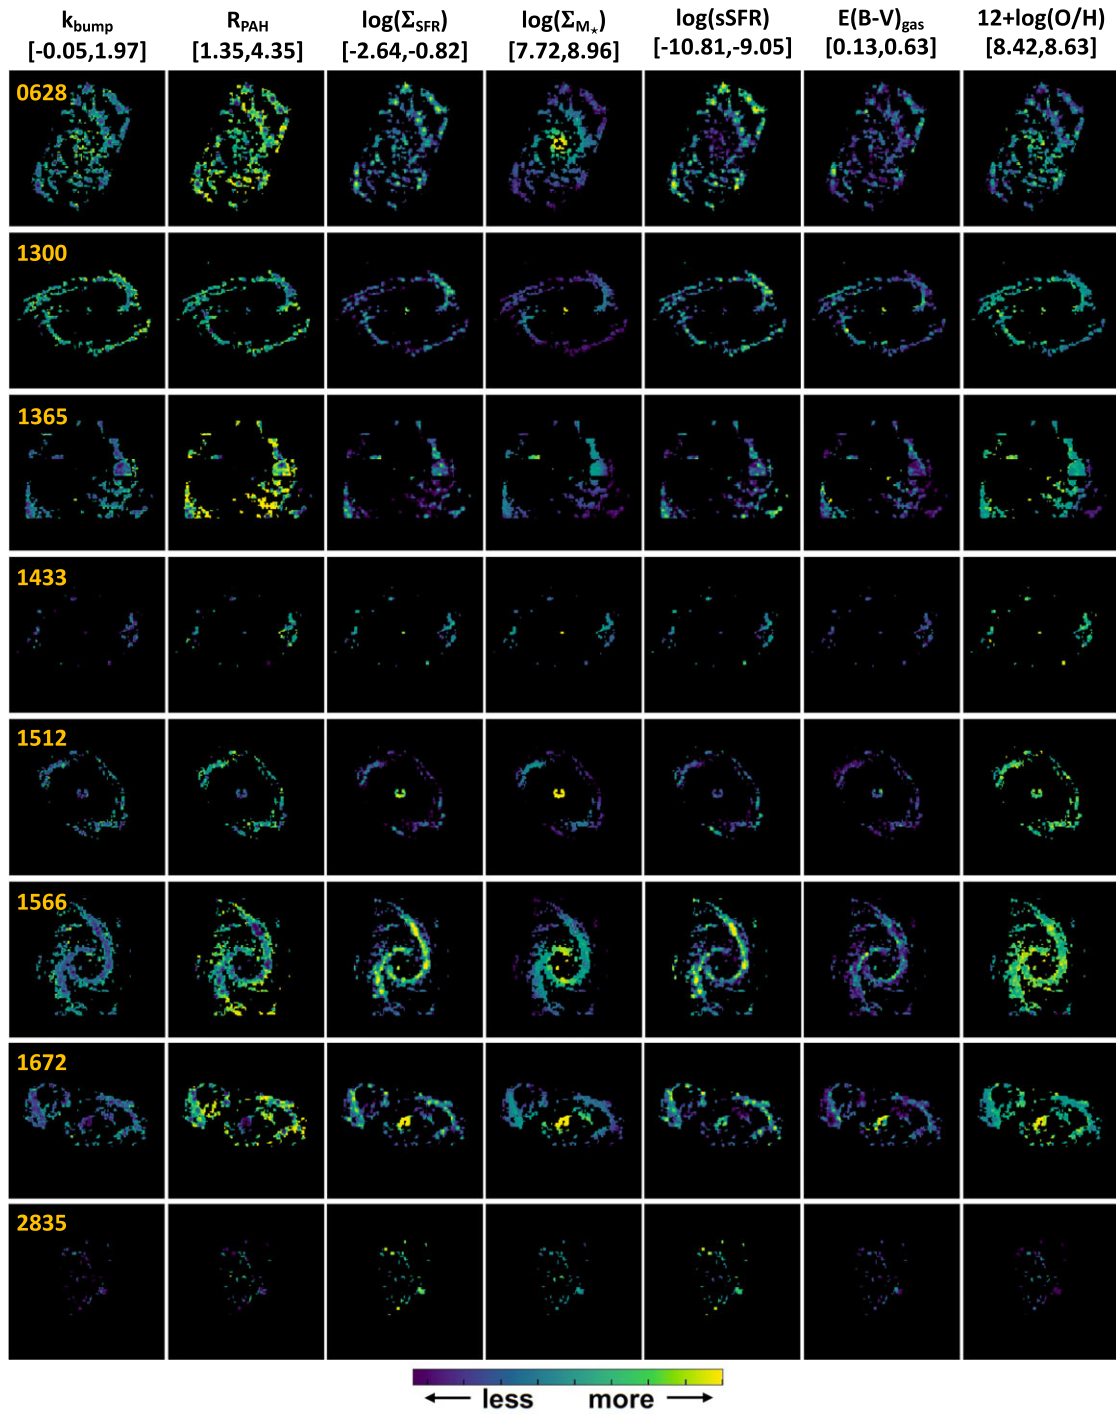 k_bump R_PAH log(Σ_SFR) log(Σ_M⋆) log(sSFR) E(B-V)_gas 12+log(O/H)
[-0.05,1.97] [1.35,4.35] [-2.64,-0.82] [7.72,8.96] [-10.81,-9.05] [0.13,0.63] [8.42,8.63]
0628
1300
1365
1433
1512
1566
1672
2835
← less more →